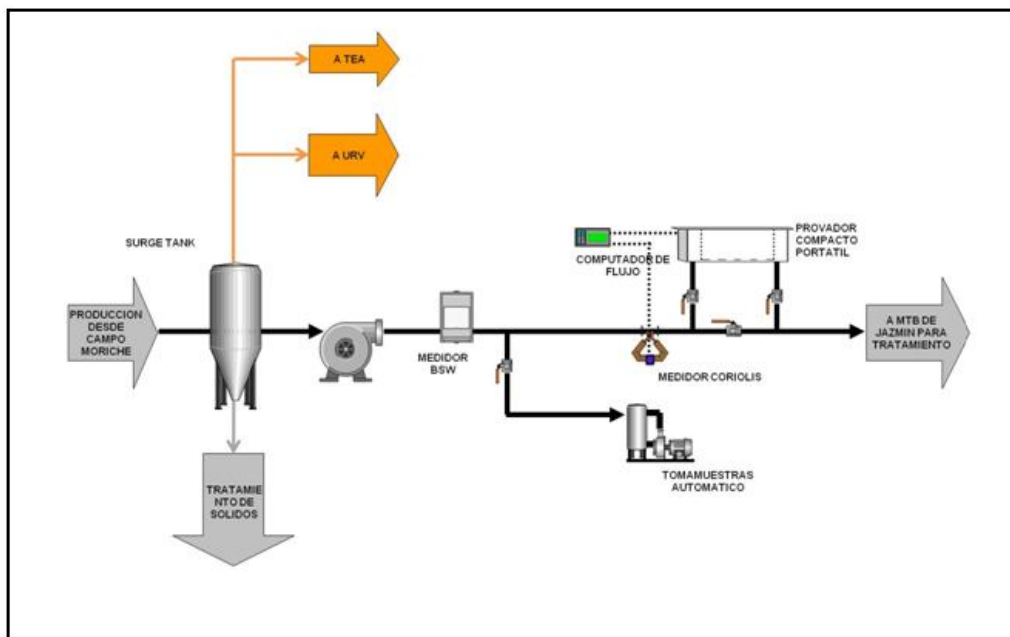 A TEA
A URV
SURGE TANK
PRODUCCION
DESDE
CAMPO
MORICHE
MEDIDOR
BSW
COMPUTADOR DE
FLUJO
PROVADOR
COMPACTO
PORTATIL
MEDIDOR CORIOLIS
A MTB DE
JAZMIN PARA
TRATAMIENTO
TOMAMUESTRAS
AUTOMATICO
TRATAMIE
NTO DE
SOLIDOS